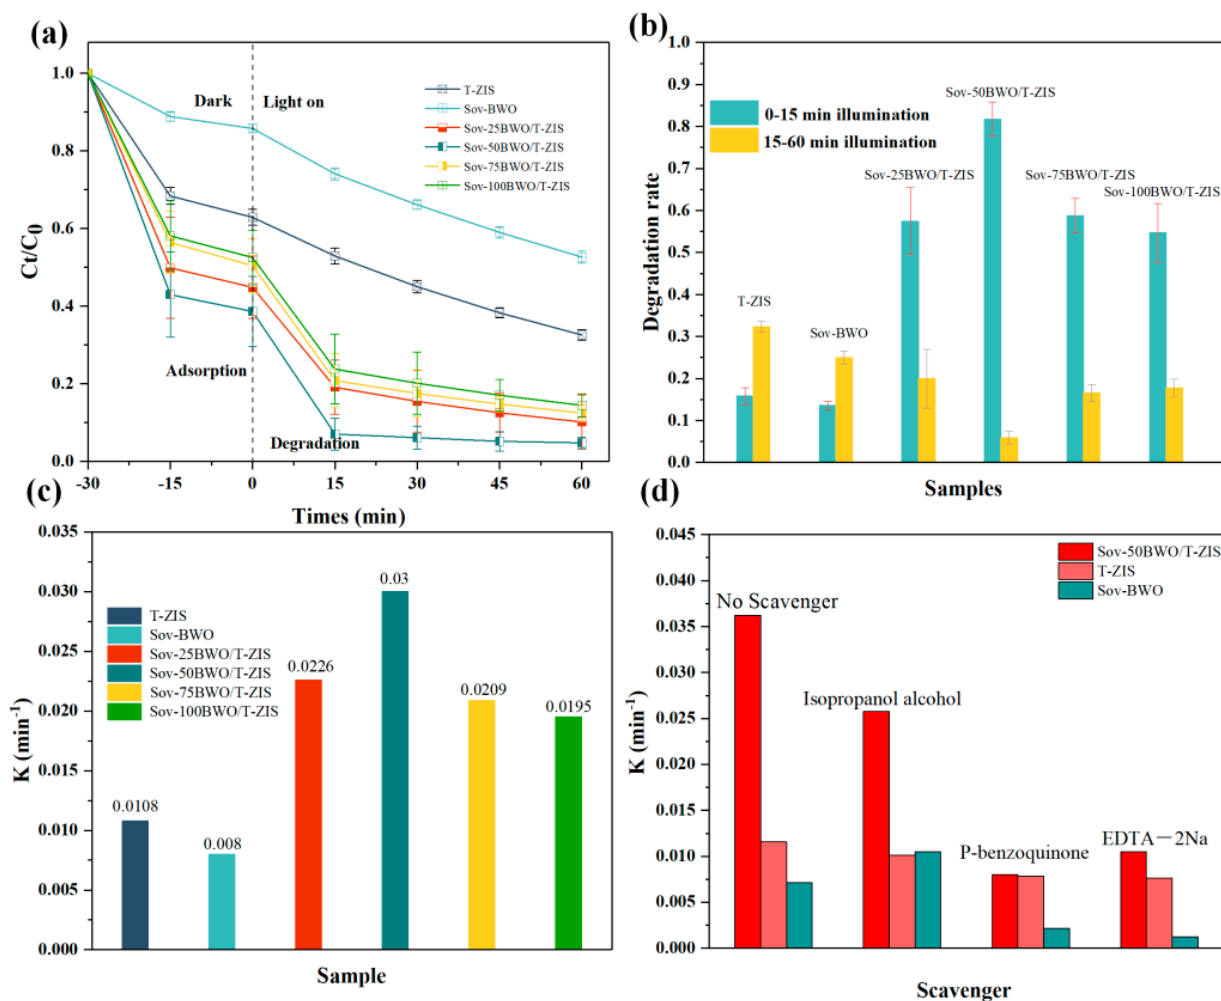 (a)
Dark
Light on
T-ZIS
Sov-BWO
Sov-25BWO/T-ZIS
Sov-50BWO/T-ZIS
Sov-75BWO/T-ZIS
Sov-100BWO/T-ZIS
Adsorption
Degradation
1.0
0.8
0.6
0.4
0.2
0.0
Ct/C0
-30 -15 0 15 30 45 60
Times (min)
(b)
1.0
0.9
0.8
0.7
0.6
0.5
0.4
0.3
0.2
0.1
0.0
Degradation rate
0-15 min illumination
15-60 min illumination
T-ZIS
Sov-BWO
Sov-25BWO/T-ZIS
Sov-50BWO/T-ZIS
Sov-75BWO/T-ZIS
Sov-100BWO/T-ZIS
Samples
(c)
0.035
0.030
0.025
0.020
0.015
0.010
0.005
0.000
K (min-1)
T-ZIS
Sov-BWO
Sov-25BWO/T-ZIS
Sov-50BWO/T-ZIS
Sov-75BWO/T-ZIS
Sov-100BWO/T-ZIS
0.0108
0.008
0.0226
0.03
0.0209
0.0195
Sample
(d)
0.045
0.040
0.035
0.030
0.025
0.020
0.015
0.010
0.005
0.000
K (min-1)
Sov-50BWO/T-ZIS
T-ZIS
Sov-BWO
No Scavenger
Isopropanol alcohol
P-benzoquinone
EDTA－2Na
Scavenger